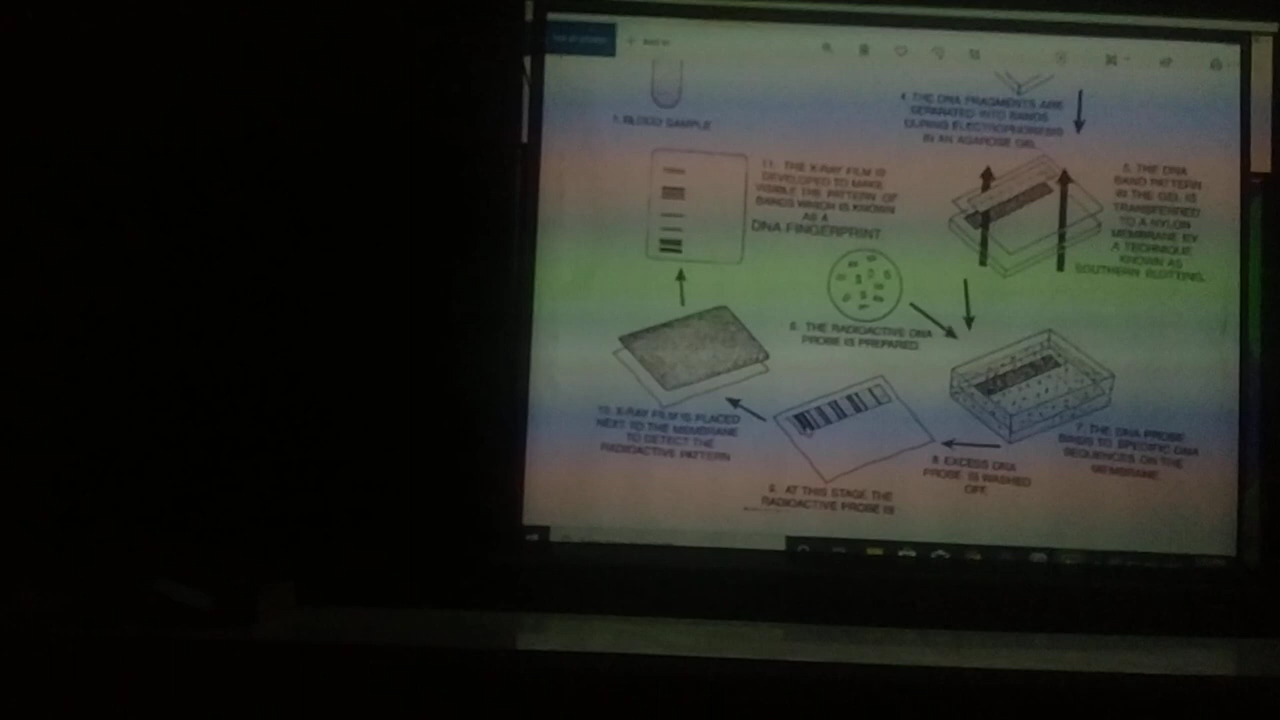 1. BLOOD SAMPLE
4. THE DNA FRAGMENTS ARE
SEPARATED INTO BANDS
DURING ELECTROPHORESIS
IN AN AGAROSE GEL.
5. THE DNA
BAND PATTERN
IN THE GEL IS
TRANSFERRED
TO A NYLON
MEMBRANE BY
A TECHNIQUE
KNOWN AS
SOUTHERN BLOTTING.
6. THE RADIOACTIVE DNA
PROBE IS PREPARED
7. THE DNA PROBE
BINDS TO SPECIFIC DNA
SEQUENCES ON THE
MEMBRANE.
8. EXCESS DNA
PROBE IS WASHED
OFF.
9. AT THIS STAGE THE
RADIOACTIVE PROBE IS
10. X-RAY FILM IS PLACED
NEXT TO THE MEMBRANE
TO DETECT THE
RADIOACTIVE PATTERN
11. THE X-RAY FILM IS
DEVELOPED TO MAKE
VISIBLE THE PATTERN OF
BANDS WHICH IS KNOWN
AS A
DNA FINGERPRINT